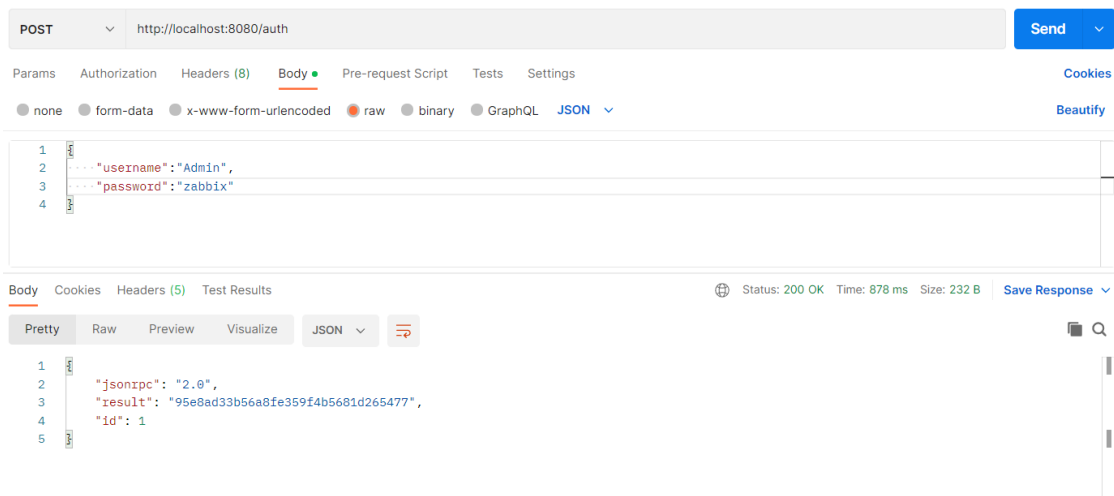 POST http://localhost:8080/auth Send
Params Authorization Headers (8) Body Pre-request Script Tests Settings Cookies
none form-data x-www-form-urlencoded raw binary GraphQL JSON Beautify
1 {
2 "username":"Admin",
3 "password":"zabbix"
4 }
Body Cookies Headers (5) Test Results Status: 200 OK Time: 878 ms Size: 232 B Save Response
Pretty Raw Preview Visualize JSON
1 {
2 "jsonrpc": "2.0",
3 "result": "95e8ad33b56a8fe359f4b5681d265477",
4 "id": 1
5 }